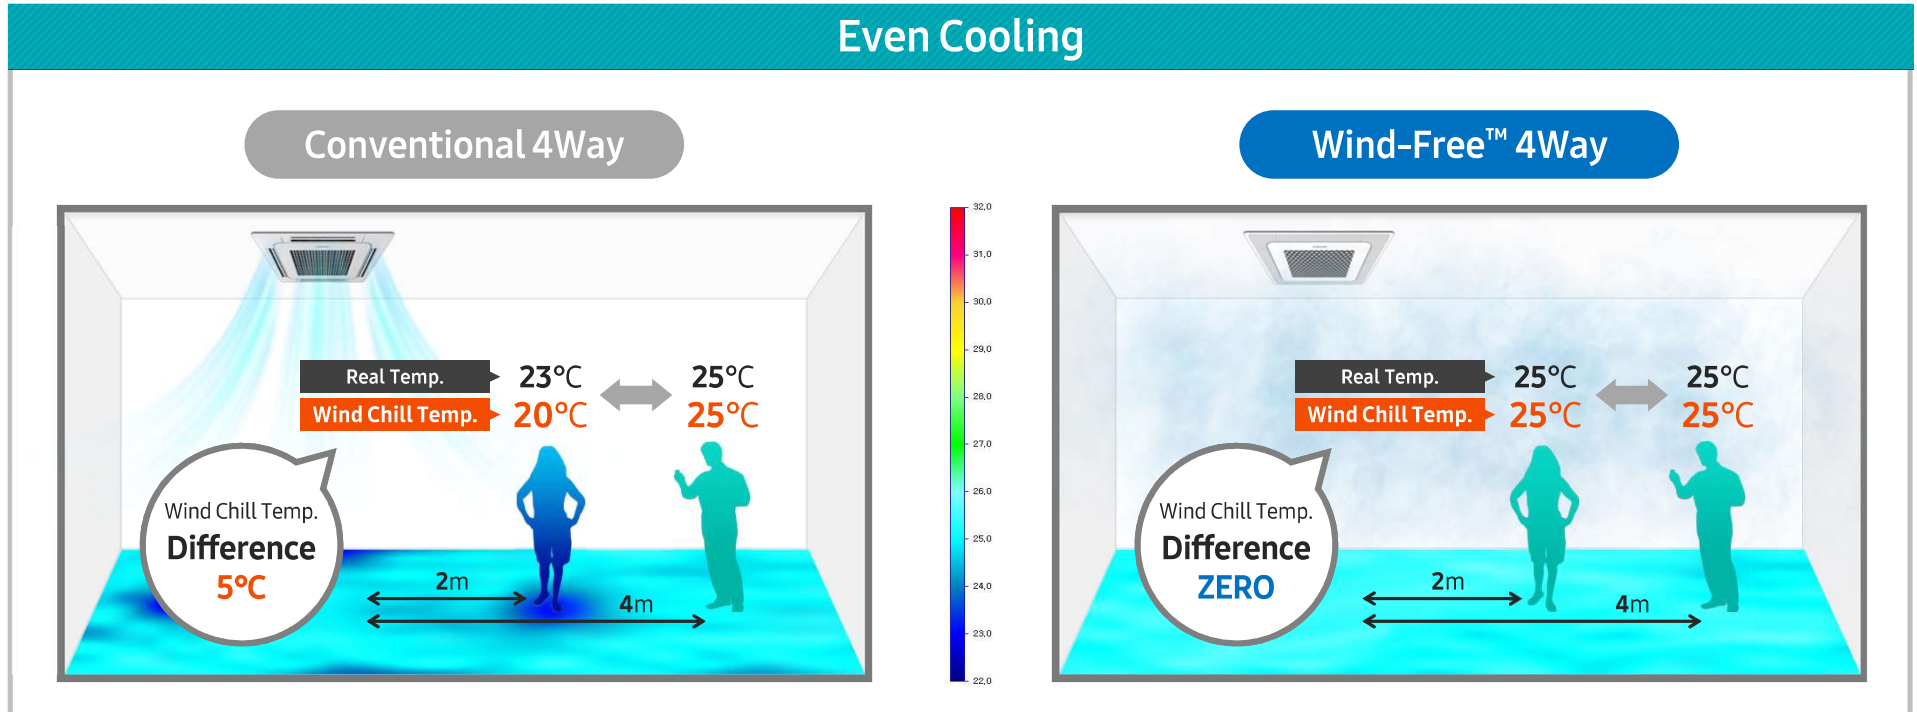 Even Cooling
Conventional 4Way
Real Temp. 23°C 25°C
Wind Chill Temp. 20°C 25°C
Wind Chill Temp.
Difference
5°C
2m
4m
32,0
31,0
30,0
29,0
28,0
27,0
26,0
25,0
24,0
23,0
22,0
Wind-Free™ 4Way
Real Temp. 25°C 25°C
Wind Chill Temp. 25°C 25°C
Wind Chill Temp.
Difference
ZERO
2m
4m